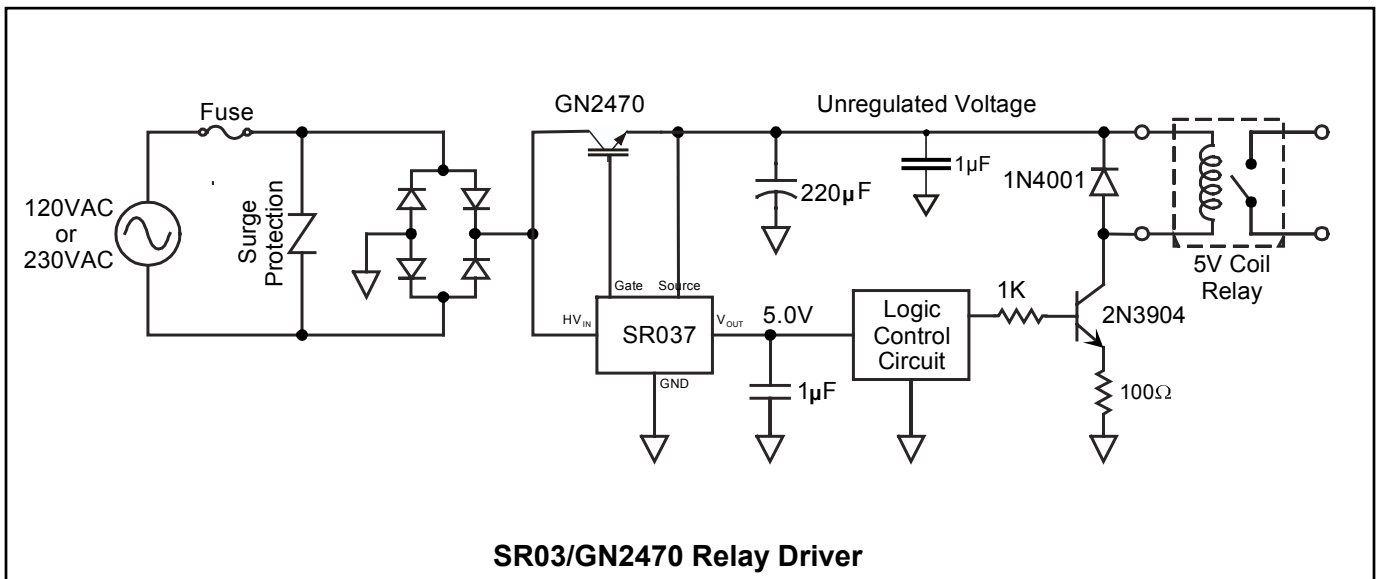 GN2470
Unregulated Voltage
Fuse
120VAC
or
230VAC
Surge
Protection
220µF
1µF
1N4001
5V Coil
Relay
Gate
Source
HVIN
SR037
VOUT
GND
5.0V
1µF
Logic
Control
Circuit
1K
2N3904
100Ω
SR03/GN2470 Relay Driver